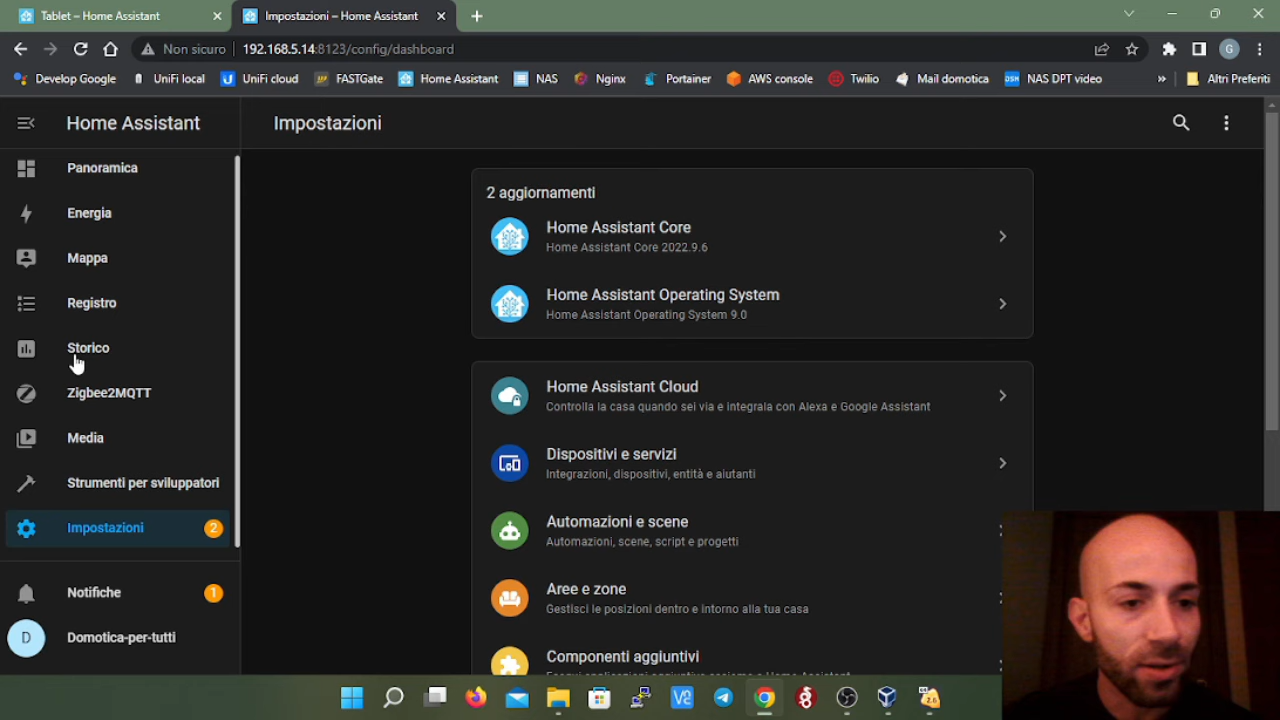 Tablet – Home Assistant
Impostazioni – Home Assistant
Non sicuro
192.168.5.14:8123/config/dashboard
G
Develop Google
UniFi local
UniFi cloud
FASTGate
Home Assistant
NAS
Nginx
Portainer
AWS console
Twilio
Mail domotica
DSM
NAS DPT video
»
Altri Preferiti
Home Assistant
Impostazioni
Panoramica
Energia
Mappa
Registro
Storico
Zigbee2MQTT
Media
Strumenti per sviluppatori
Impostazioni
2
Notifiche
1
D
Domotica-per-tutti
2 aggiornamenti
Home Assistant Core
Home Assistant Core 2022.9.6
Home Assistant Operating System
Home Assistant Operating System 9.0
Home Assistant Cloud
Controlla la casa quando sei via e integrala con Alexa e Google Assistant
Dispositivi e servizi
Integrazioni, dispositivi, entità e aiutanti
Automazioni e scene
Automazioni, scene, script e progetti
Aree e zone
Gestisci le posizioni dentro e intorno alla tua casa
Componenti aggiuntivi